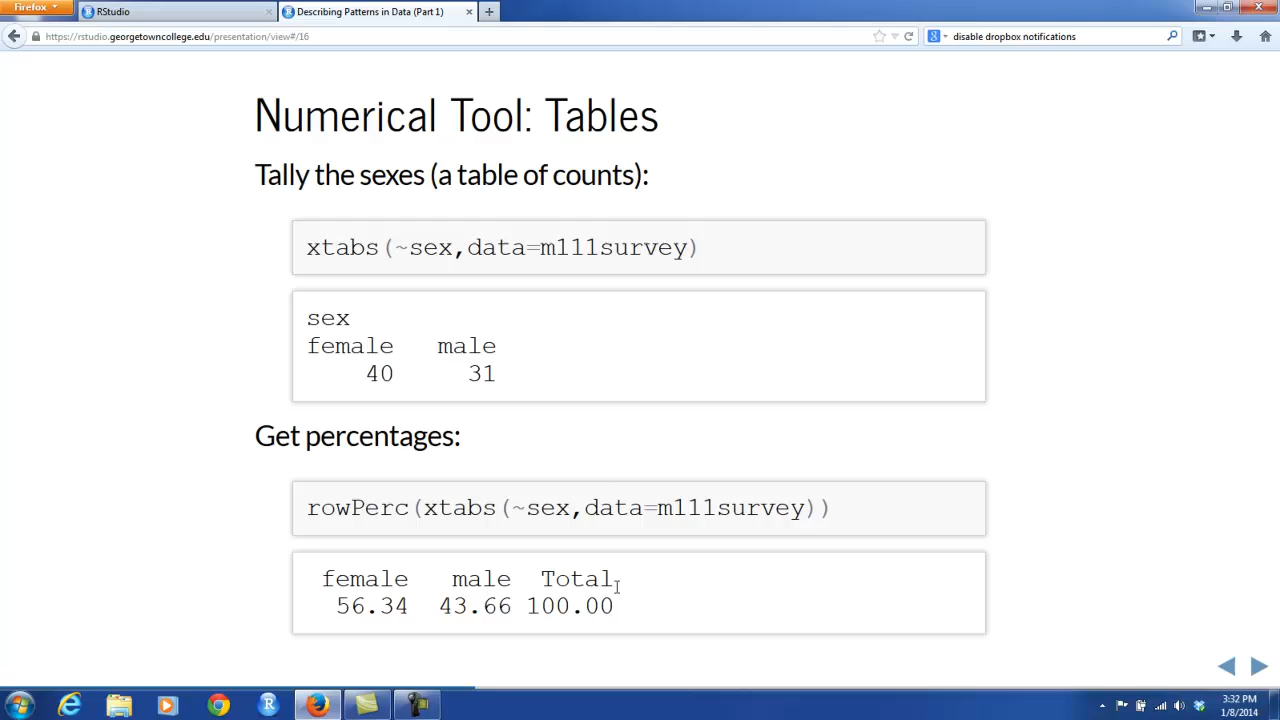 Firefox
RStudio
Describing Patterns in Data (Part 1)
https://rstudio.georgetowncollege.edu/presentation/view#/16
disable dropbox notifications
Numerical Tool: Tables
Tally the sexes (a table of counts):
xtabs(~sex,data=m111survey)
sex
female male
40 31
Get percentages:
rowPerc(xtabs(~sex,data=m111survey))
female male Total
56.34 43.66 100.00
3:32 PM
1/8/2014